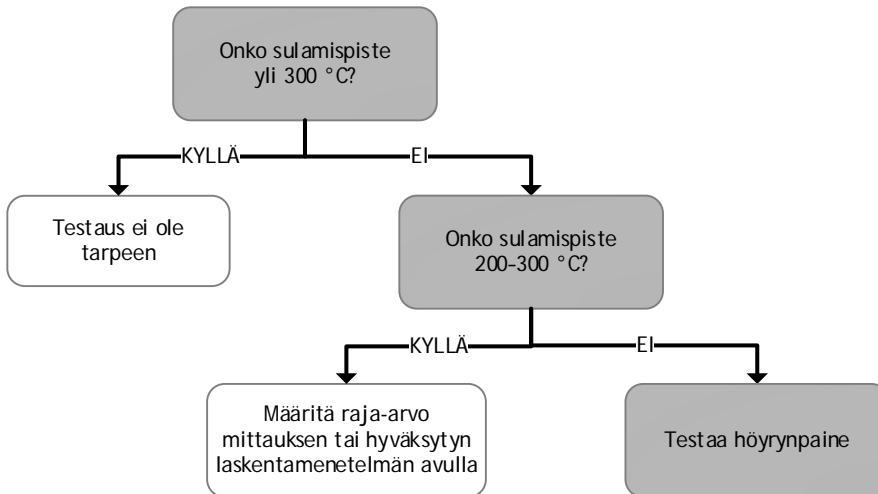 Onko sulamispiste
yli 300 °C?
KYLLÄ
EI
Testaus ei ole
tarpeen
Onko sulamispiste
200–300 °C?
KYLLÄ
EI
Määritä raja-arvo
mittauksen tai hyväksytyn
laskentamenetelmän avulla
Testaa höyrynpaine